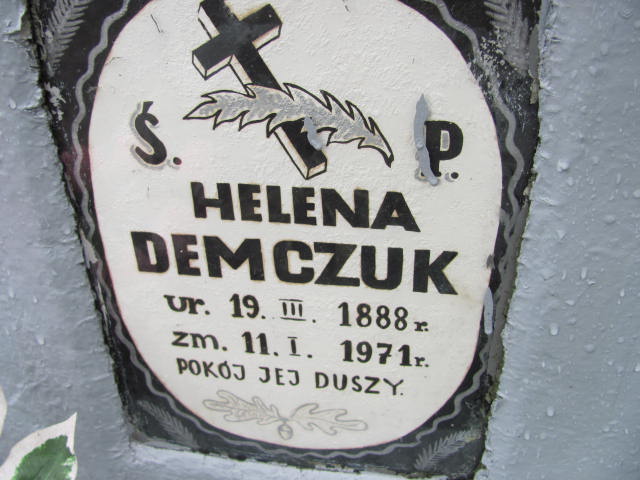 Ś. P.
HELENA
DEMCZUK
ur. 19. III. 1888 r.
zm. 11. I. 1971 r.
POKÓJ JEJ DUSZY.